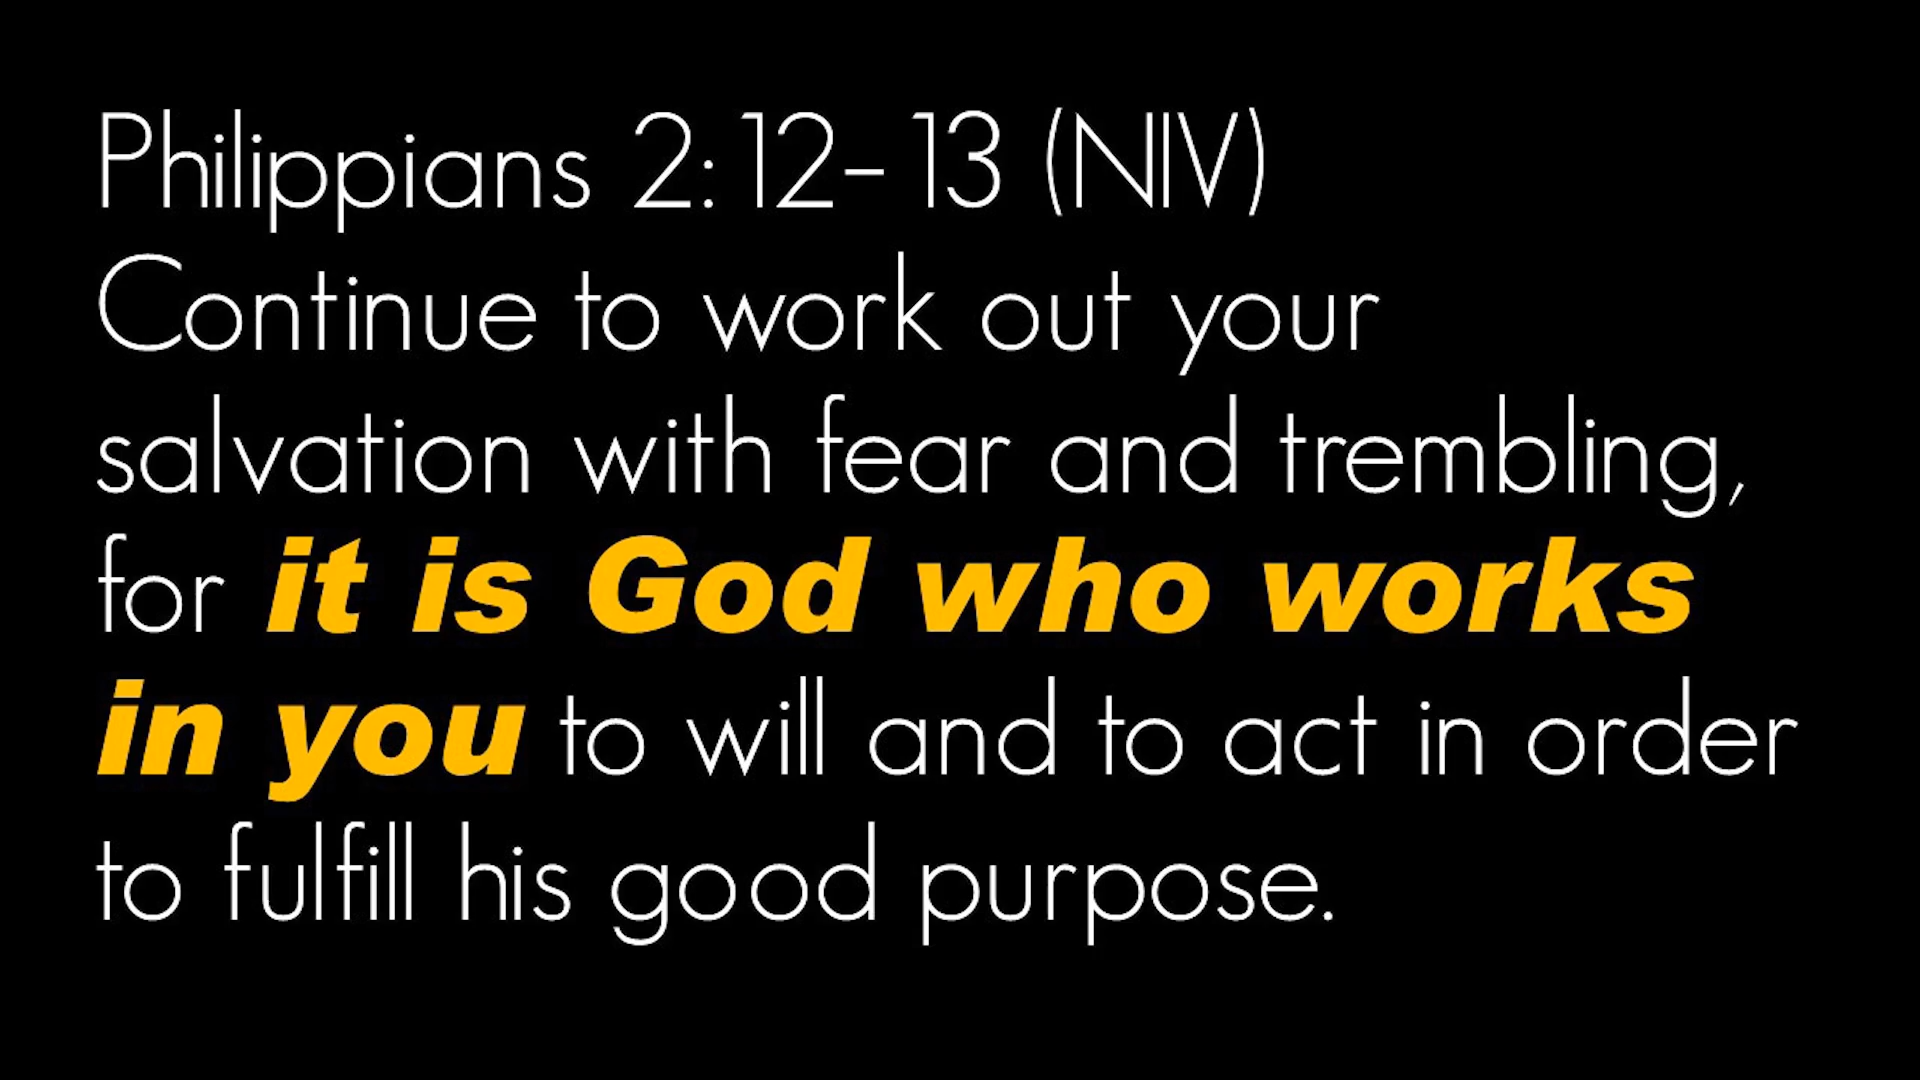 Philippians 2:12–13 (NIV)
Continue to work out your
salvation with fear and trembling,
for it is God who works
in you to will and to act in order
to fulfill his good purpose.